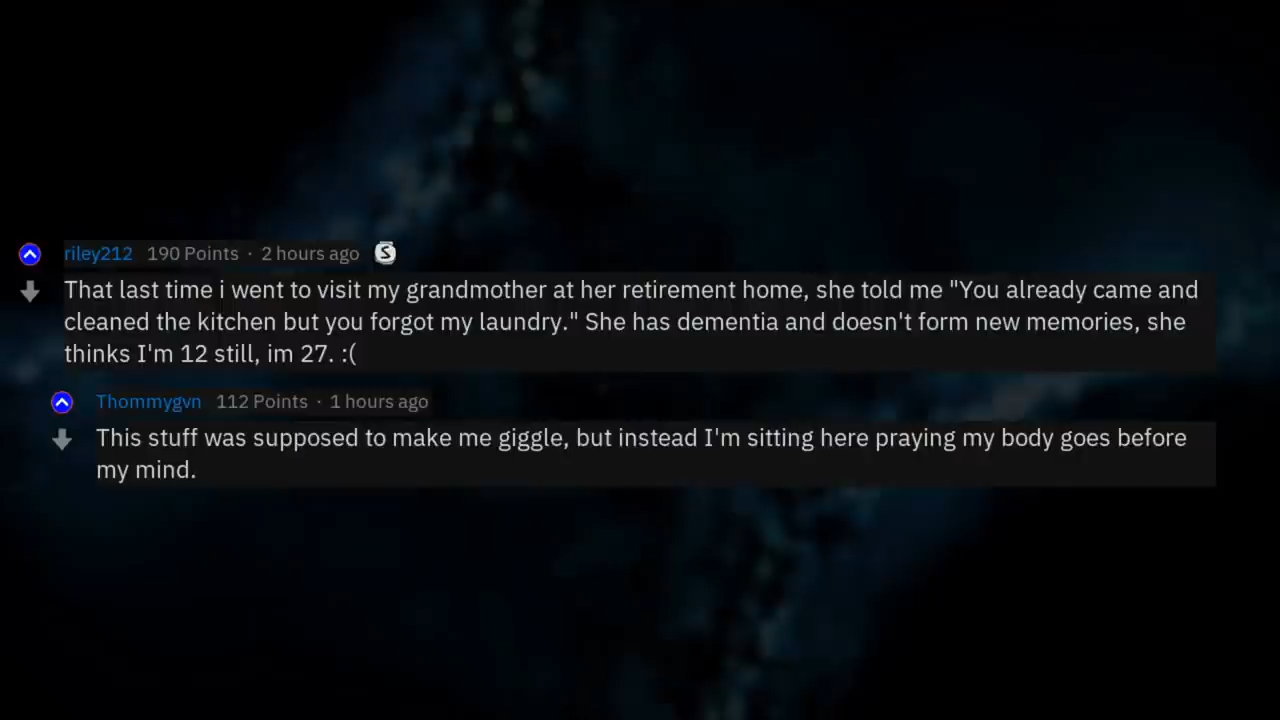 riley212 190 Points · 2 hours ago S
That last time i went to visit my grandmother at her retirement home, she told me "You already came and
cleaned the kitchen but you forgot my laundry." She has dementia and doesn't form new memories, she
thinks I'm 12 still, im 27. :(
Thommygvn 112 Points · 1 hours ago
This stuff was supposed to make me giggle, but instead I'm sitting here praying my body goes before
my mind.